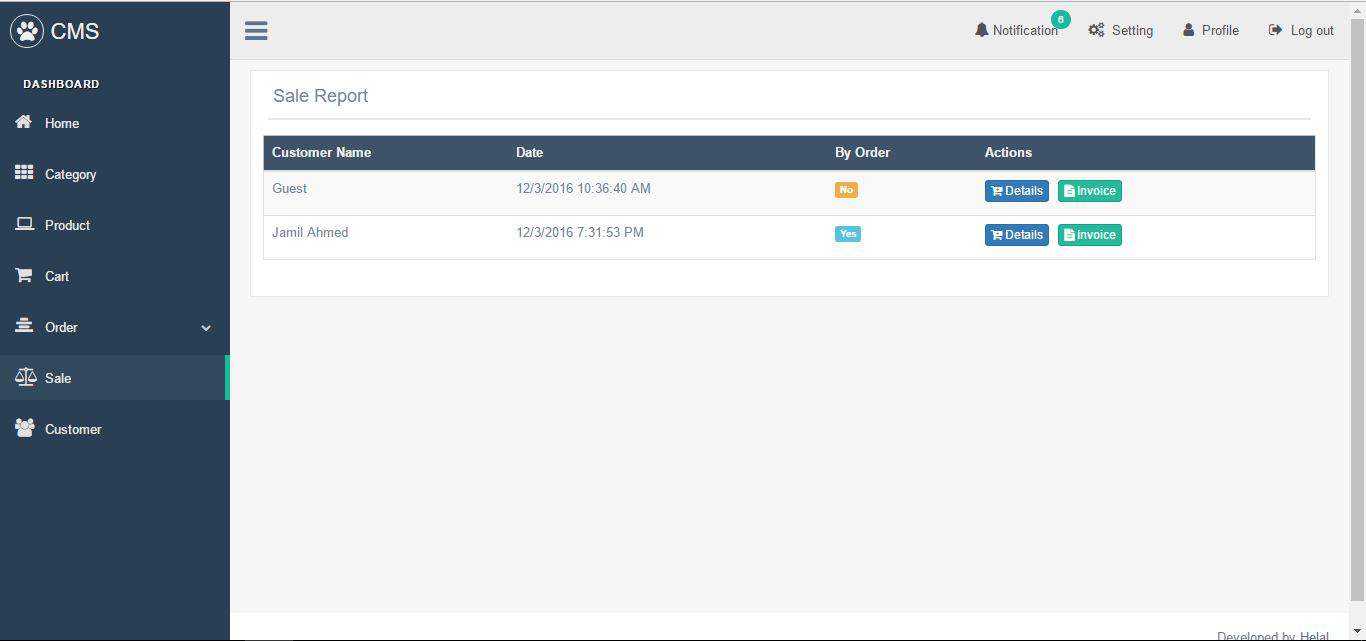 CMS
Notification 6 Setting Profile Log out
DASHBOARD
Home
Category
Product
Cart
Order
Sale
Customer
Sale Report
Customer Name Date By Order Actions
Guest 12/3/2016 10:36:40 AM No Details Invoice
Jamil Ahmed 12/3/2016 7:31:53 PM Yes Details Invoice
Developed by Helal